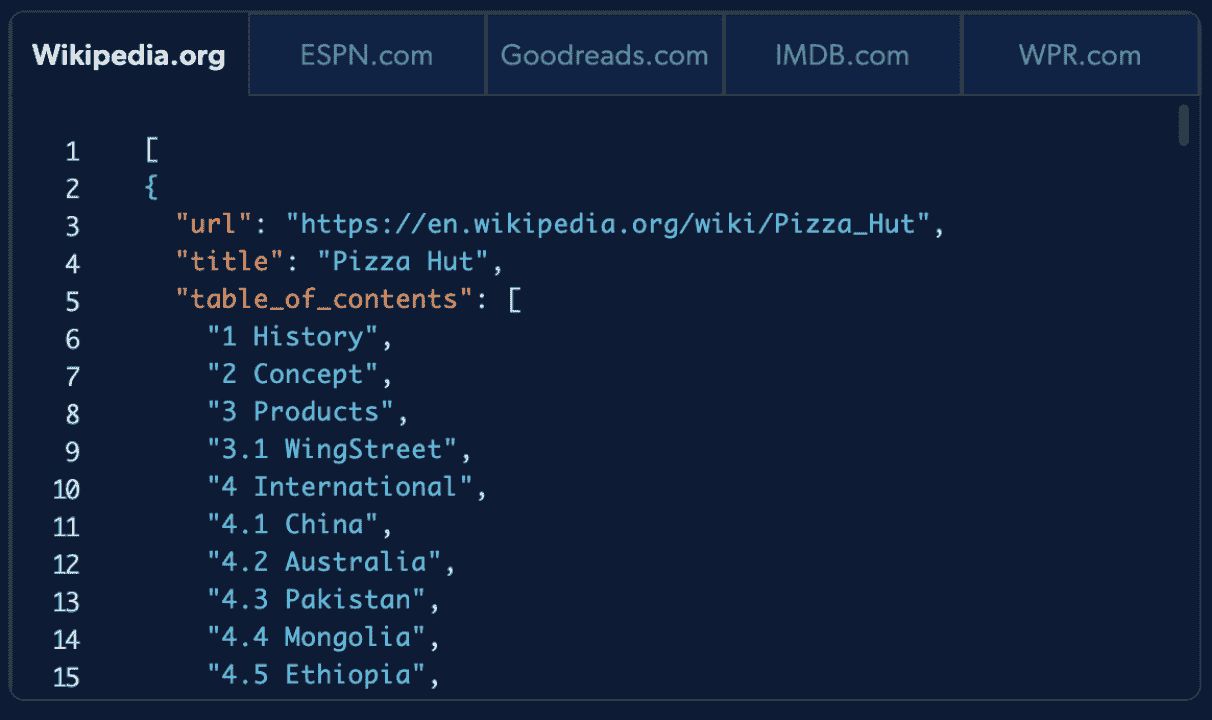 Wikipedia.org ESPN.com Goodreads.com IMDB.com WPR.com
1 [
2 {
3 "url": "https://en.wikipedia.org/wiki/Pizza_Hut",
4 "title": "Pizza Hut",
5 "table_of_contents": [
6 "1 History",
7 "2 Concept",
8 "3 Products",
9 "3.1 WingStreet",
10 "4 International",
11 "4.1 China",
12 "4.2 Australia",
13 "4.3 Pakistan",
14 "4.4 Mongolia",
15 "4.5 Ethiopia",